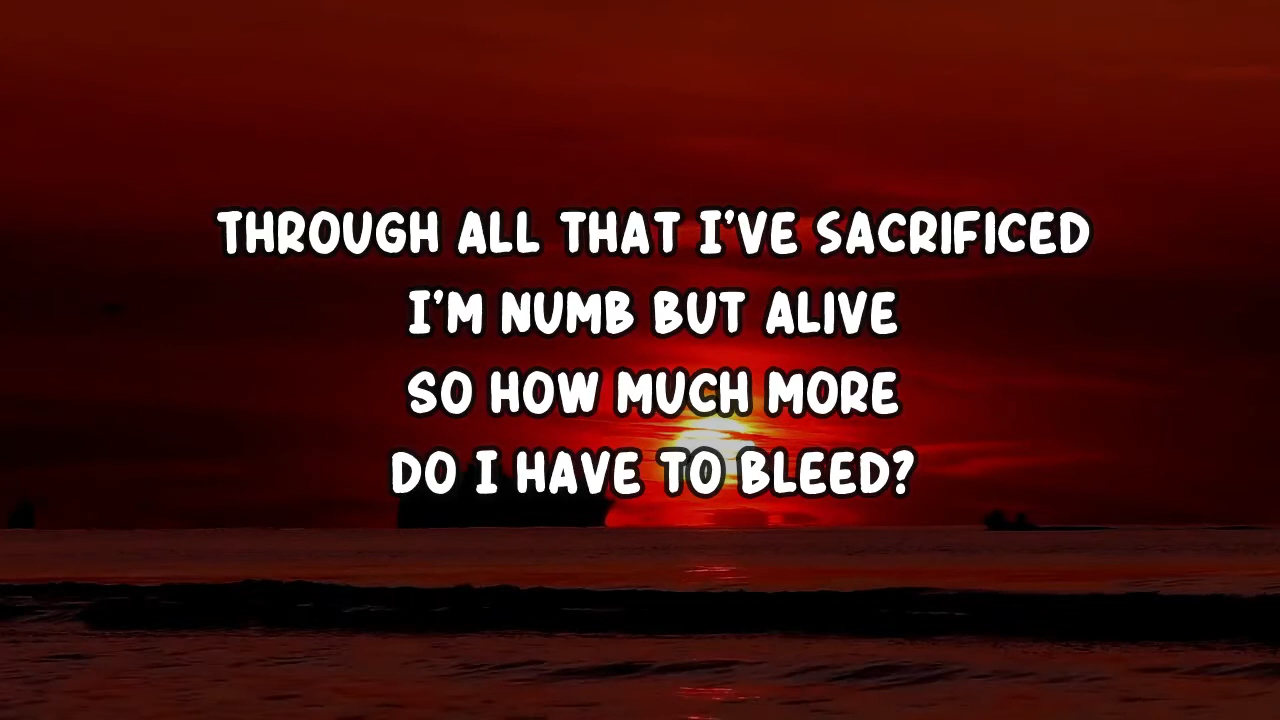 THROUGH ALL THAT I'VE SACRIFICED
I'M NUMB BUT ALIVE
SO HOW MUCH MORE
DO I HAVE TO BLEED?